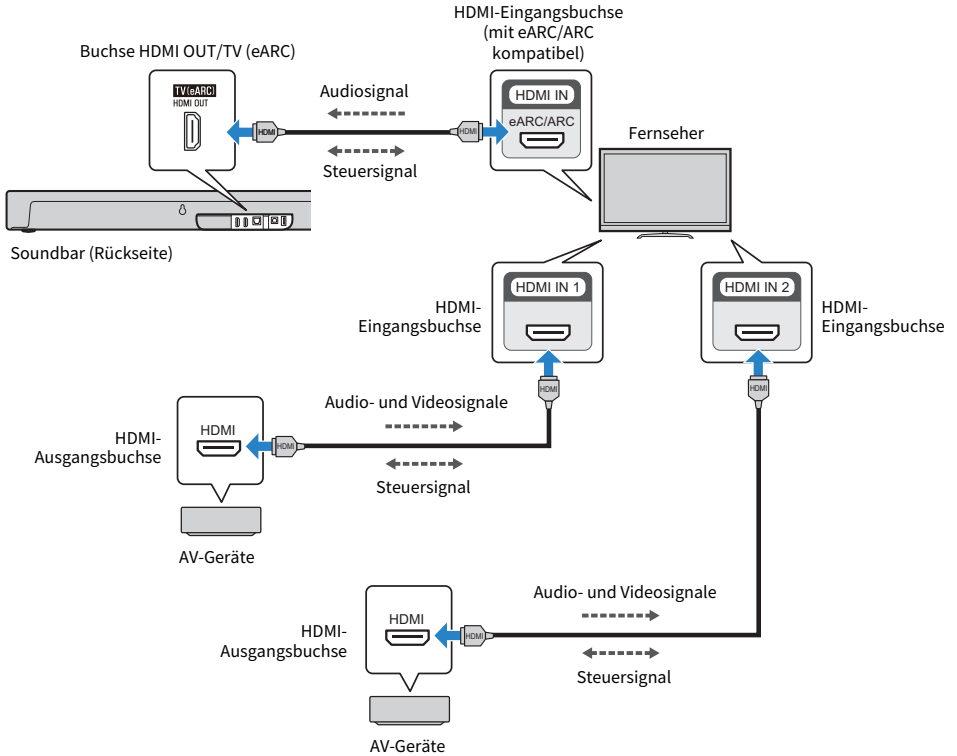 HDMI-Eingangsbuchse
(mit eARC/ARC
kompatibel)
Buchse HDMI OUT/TV (eARC)
TV(eARC)
HDMI OUT
HDMI
Audiosignal
Steuersignal
HDMI
HDMI IN
eARC/ARC
Fernseher
Soundbar (Rückseite)
HDMI IN 1
HDMI-
Eingangsbuchse
HDMI IN 2
HDMI-
Eingangsbuchse
HDMI
HDMI
HDMI
HDMI-
Ausgangsbuchse
HDMI
Audio- und Videosignale
Steuersignal
AV-Geräte
HDMI
HDMI-
Ausgangsbuchse
HDMI
Audio- und Videosignale
Steuersignal
AV-Geräte